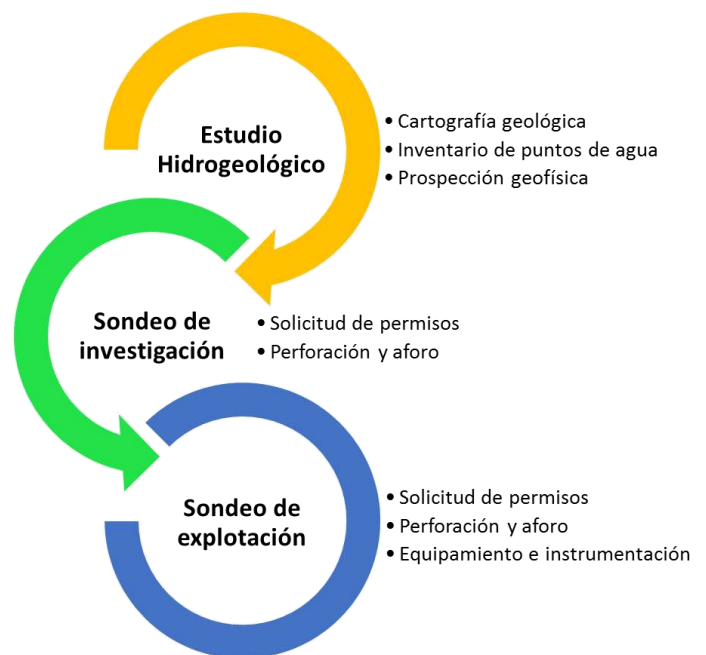 Estudio
Hidrogeológico
• Cartografía geológica
• Inventario de puntos de agua
• Prospección geofísica
Sondeo de
investigación
• Solicitud de permisos
• Perforación y aforo
Sondeo de
explotación
• Solicitud de permisos
• Perforación y aforo
• Equipamiento e instrumentación